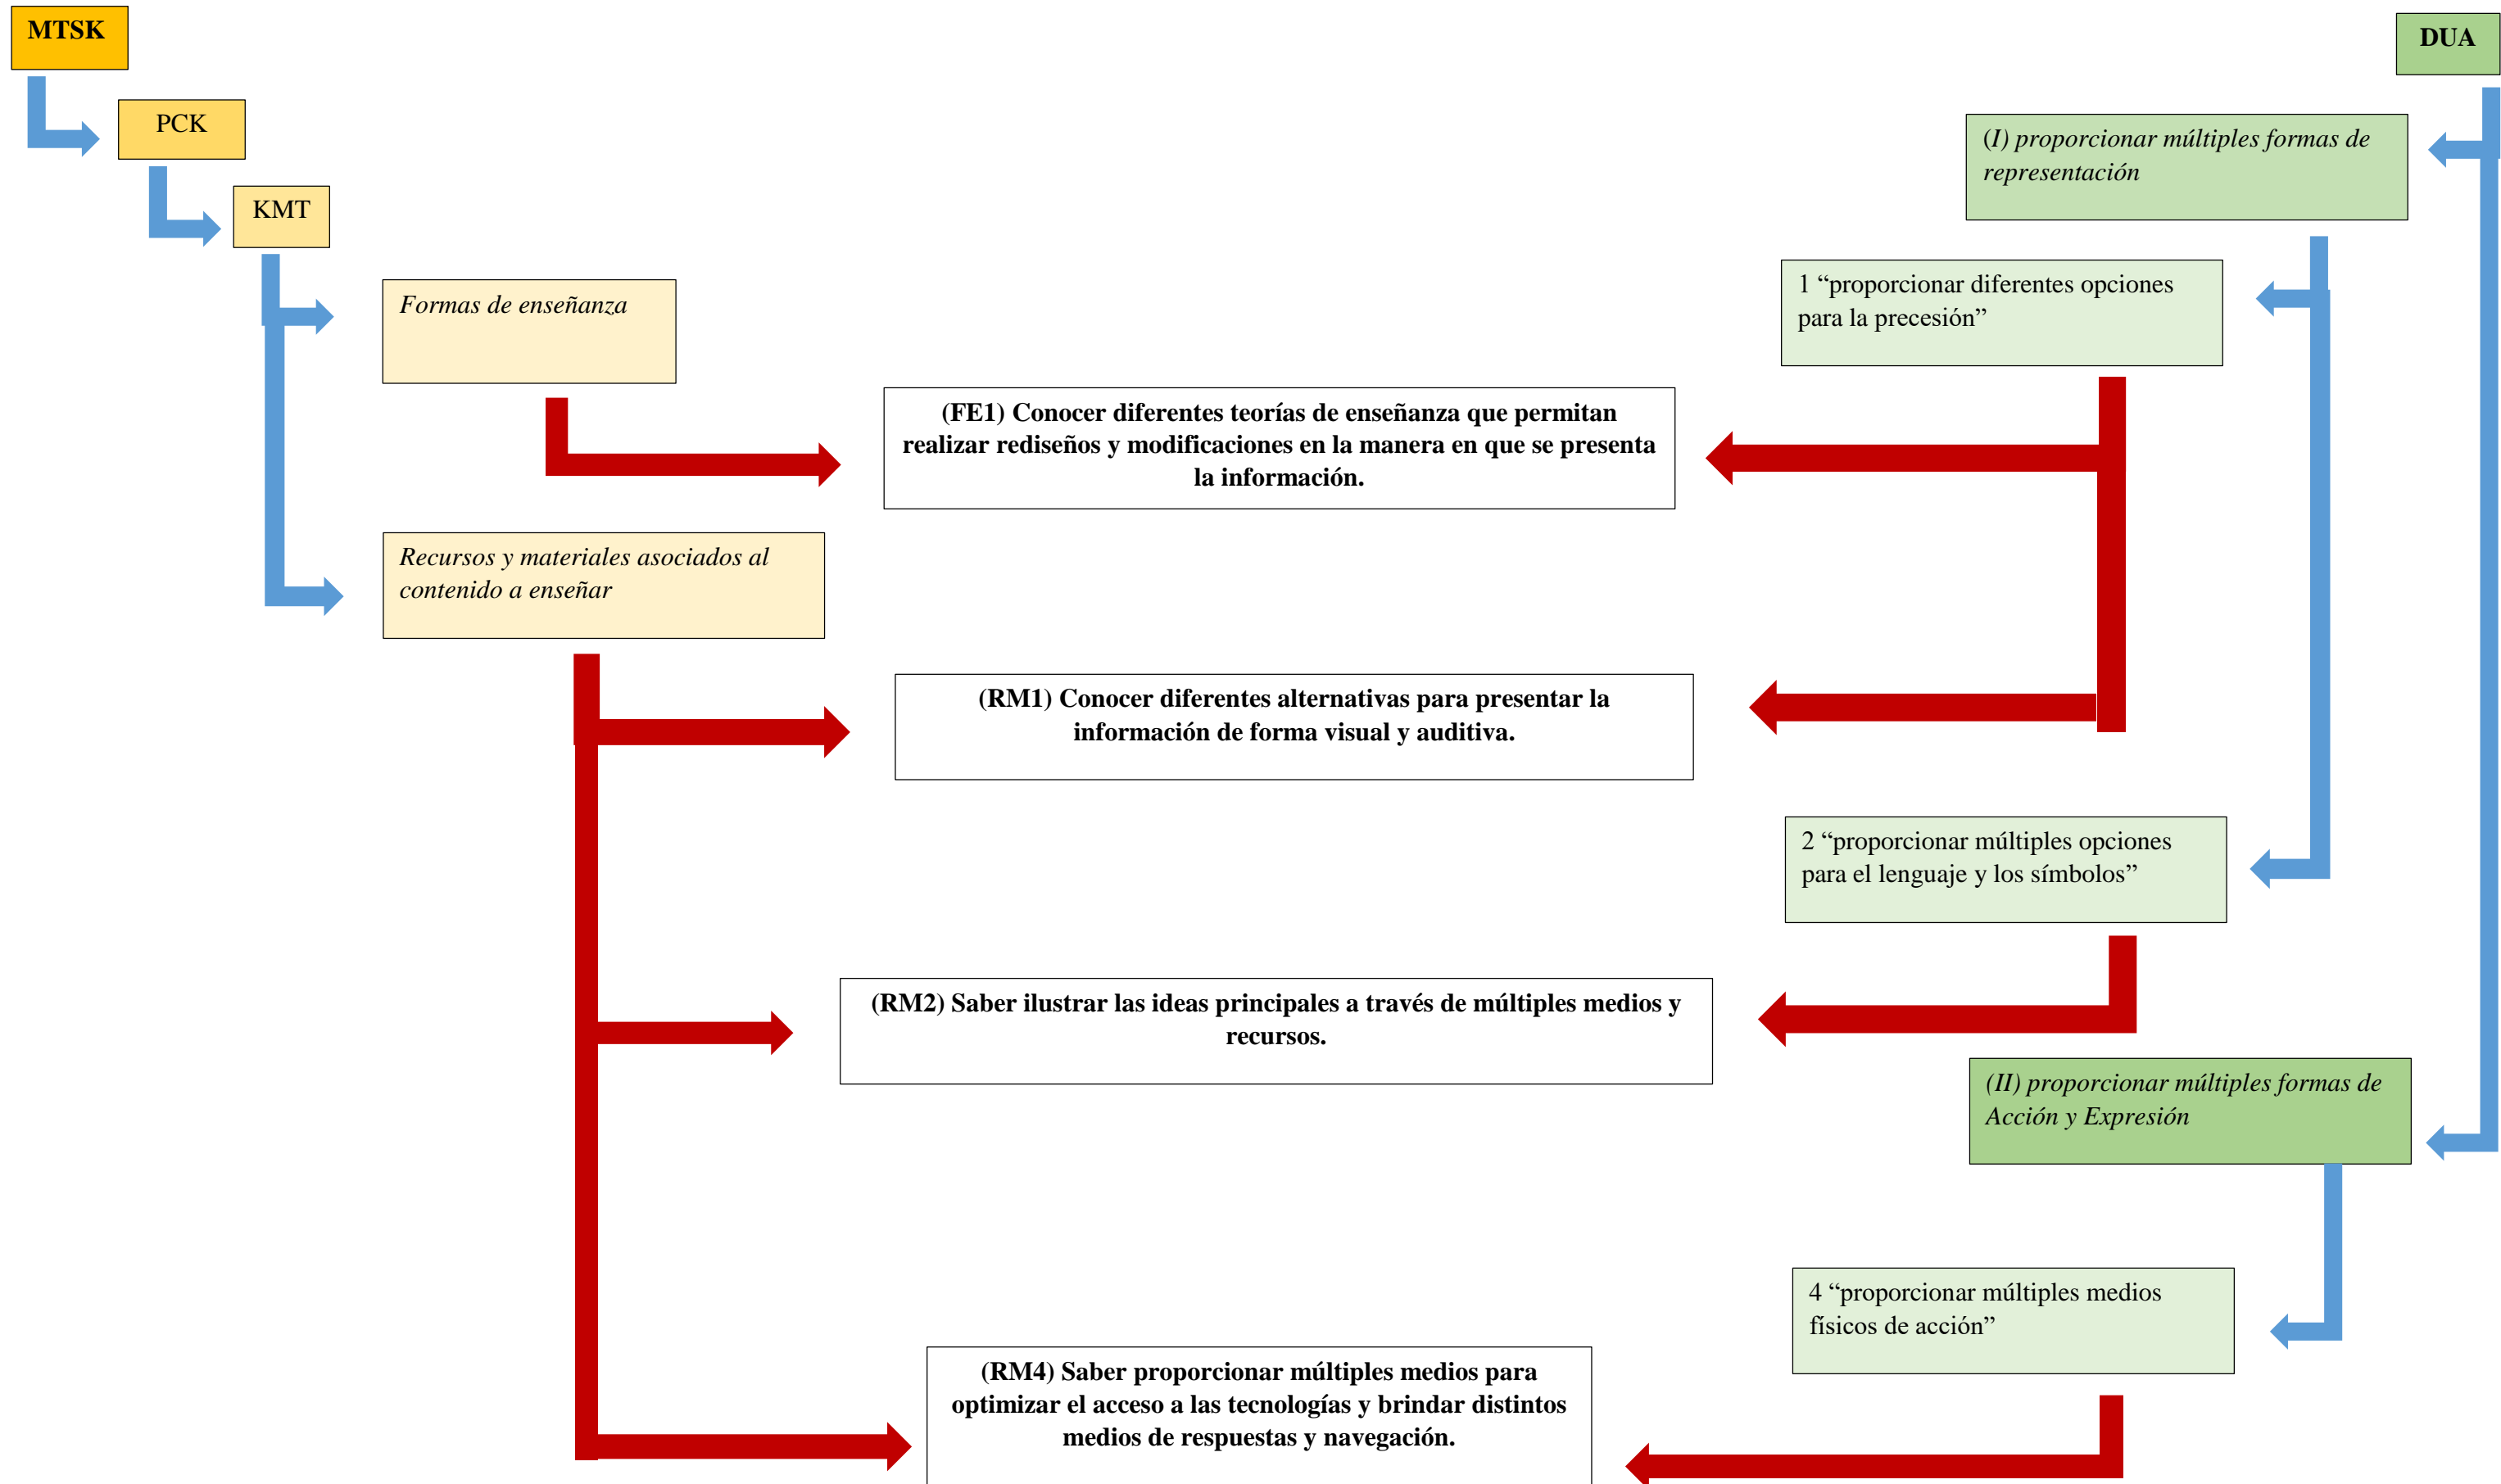 MTSK
DUA
PCK
(I) proporcionar múltiples formas de
representación
KMT
1 “proporcionar diferentes opciones
para la precesión”
Formas de enseñanza
(FE1) Conocer diferentes teorías de enseñanza que permitan
realizar rediseños y modificaciones en la manera en que se presenta
la información.
Recursos y materiales asociados al
contenido a enseñar
(RM1) Conocer diferentes alternativas para presentar la
información de forma visual y auditiva.
2 “proporcionar múltiples opciones
para el lenguaje y los símbolos”
(RM2) Saber ilustrar las ideas principales a través de múltiples medios y
recursos.
(II) proporcionar múltiples formas de
Acción y Expresión
4 “proporcionar múltiples medios
físicos de acción”
(RM4) Saber proporcionar múltiples medios para
optimizar el acceso a las tecnologías y brindar distintos
medios de respuestas y navegación.